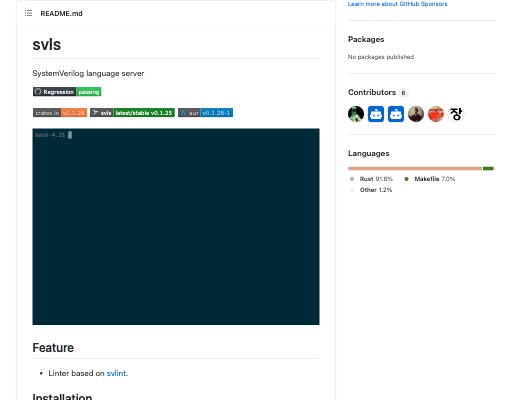 Learn more about GitHub Sponsors
README.md
svls
SystemVerilog language server
Regression passing
crates.io v0.1.28
svls latest/stable v0.1.25
aur v0.1.28-1
bash-4.2$
Feature
Linter based on svlint.
Installation
Packages
No packages published
Contributors 6
장
Languages
Rust 91.8% Makefile 7.0%
Other 1.2%